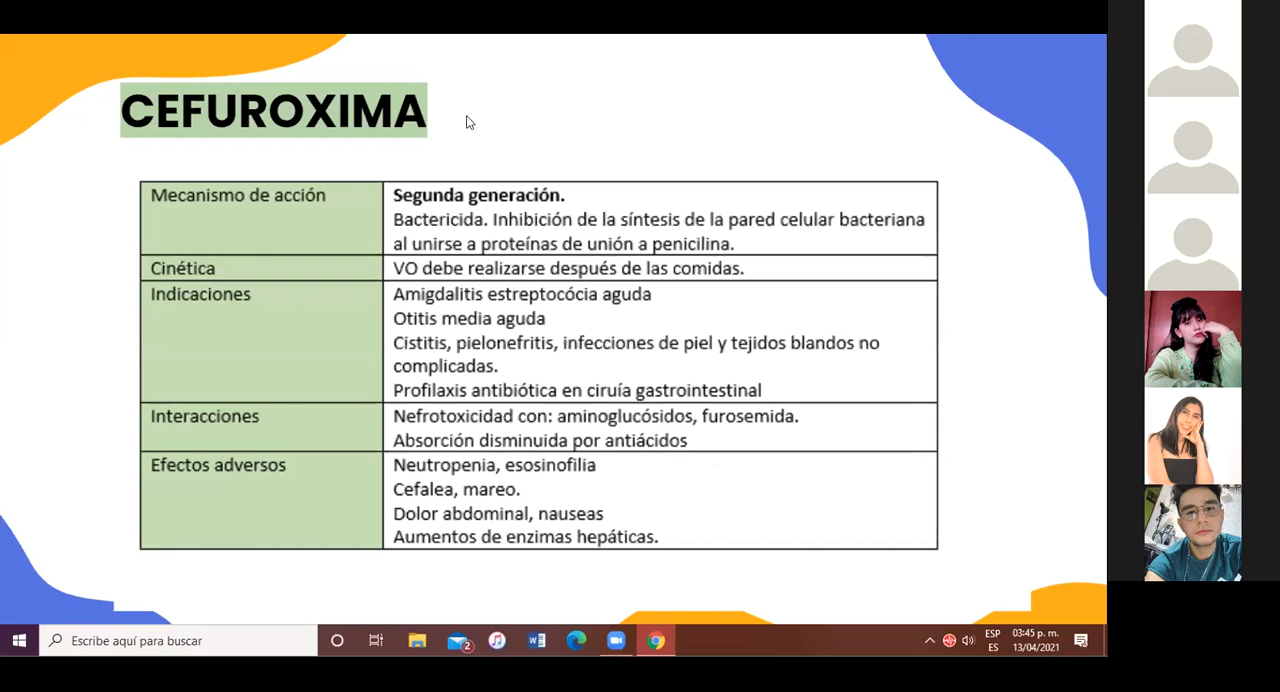 CEFUROXIMA
Mecanismo de acción
Segunda generación.
Bactericida. Inhibición de la síntesis de la pared celular bacteriana
al unirse a proteínas de unión a penicilina.
Cinética
VO debe realizarse después de las comidas.
Indicaciones
Amigdalitis estreptocócia aguda
Otitis media aguda
Cistitis, pielonefritis, infecciones de piel y tejidos blandos no
complicadas.
Profilaxis antibiótica en ciruía gastrointestinal
Interacciones
Nefrotoxicidad con: aminoglucósidos, furosemida.
Absorción disminuida por antiácidos
Efectos adversos
Neutropenia, esosinofilia
Cefalea, mareo.
Dolor abdominal, nauseas
Aumentos de enzimas hepáticas.
Escribe aquí para buscar
2
ESP
ES
03:45 p. m.
13/04/2021